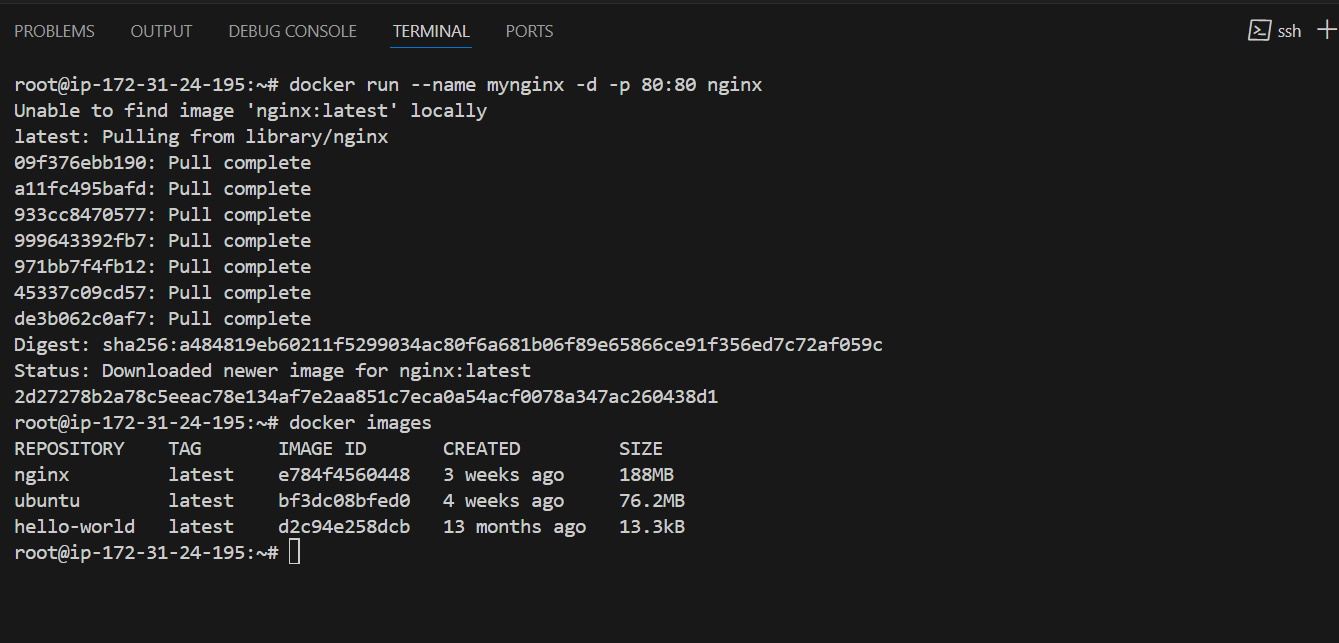 PROBLEMS OUTPUT DEBUG CONSOLE TERMINAL PORTS ssh
root@ip-172-31-24-195:~# docker run --name mynginx -d -p 80:80 nginx
Unable to find image 'nginx:latest' locally
latest: Pulling from library/nginx
09f376ebb190: Pull complete
a11fc495bafd: Pull complete
933cc8470577: Pull complete
999643392fb7: Pull complete
971bb7f4fb12: Pull complete
45337c09cd57: Pull complete
de3b062c0af7: Pull complete
Digest: sha256:a484819eb60211f5299034ac80f6a681b06f89e65866ce91f356ed7c72af059c
Status: Downloaded newer image for nginx:latest
2d27278b2a78c5eeac78e134af7e2aa851c7eca0a54acf0078a347ac260438d1
root@ip-172-31-24-195:~# docker images
REPOSITORY    TAG       IMAGE ID       CREATED         SIZE
nginx         latest    e784f4560448   3 weeks ago     188MB
ubuntu        latest    bf3dc08bfed0   4 weeks ago     76.2MB
hello-world   latest    d2c94e258dcb   13 months ago   13.3kB
root@ip-172-31-24-195:~#